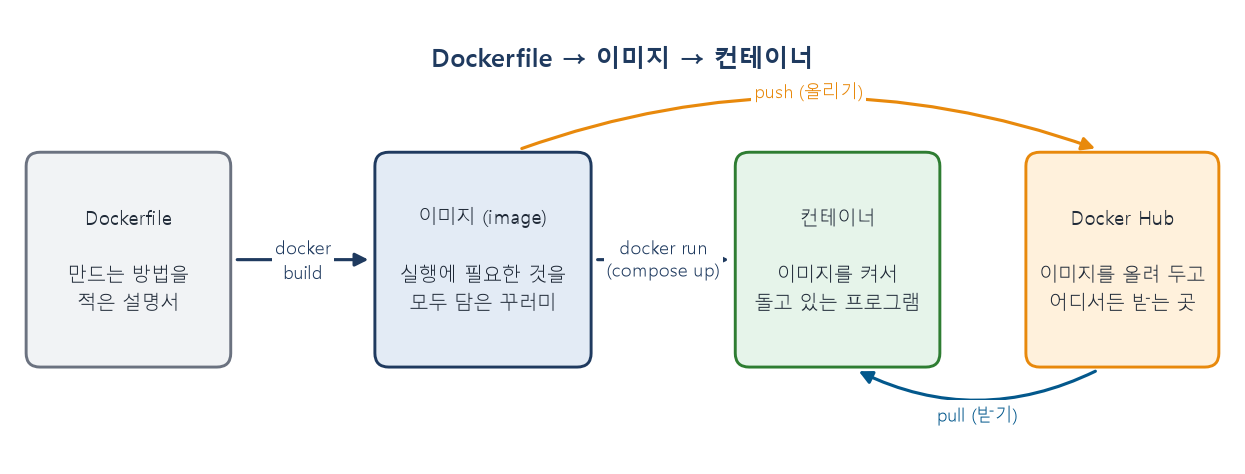 Dockerfile → 이미지 → 컨테이너
push (올리기)
Dockerfile
만드는 방법을
적은 설명서
docker
build
이미지 (image)
실행에 필요한 것을
모두 담은 꾸러미
docker run
(compose up)
컨테이너
이미지를 켜서
돌고 있는 프로그램
Docker Hub
이미지를 올려 두고
어디서든 받는 곳
pull (받기)